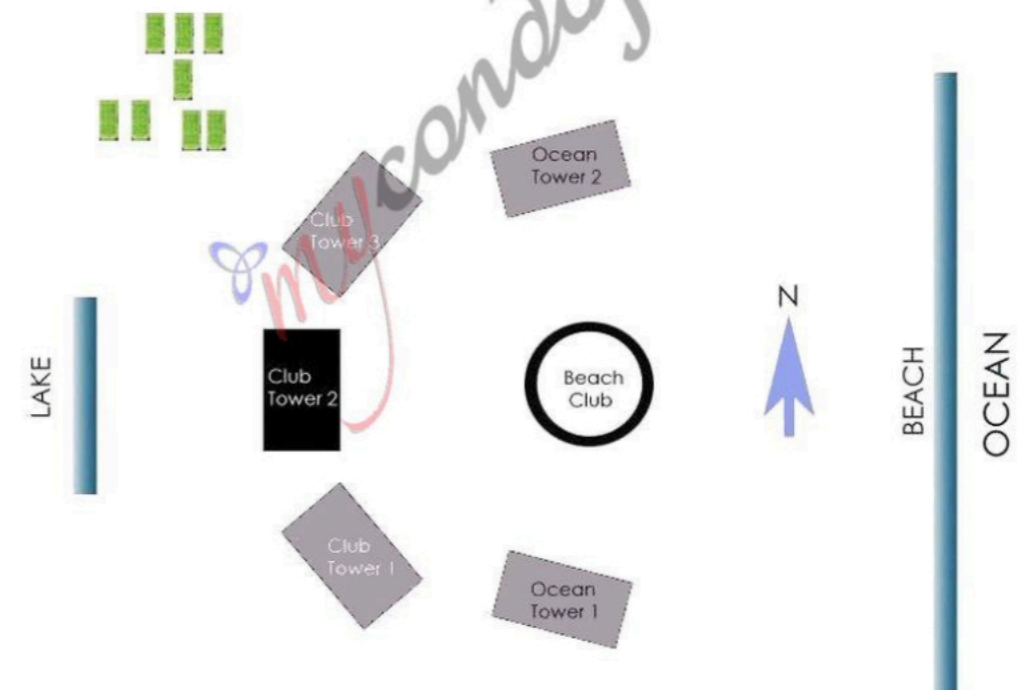 mycondo
Ocean
Tower 2
Club
Tower 3
N
LAKE
Club
Tower 2
Beach
Club
BEACH
OCEAN
Club
Tower 1
Ocean
Tower 1